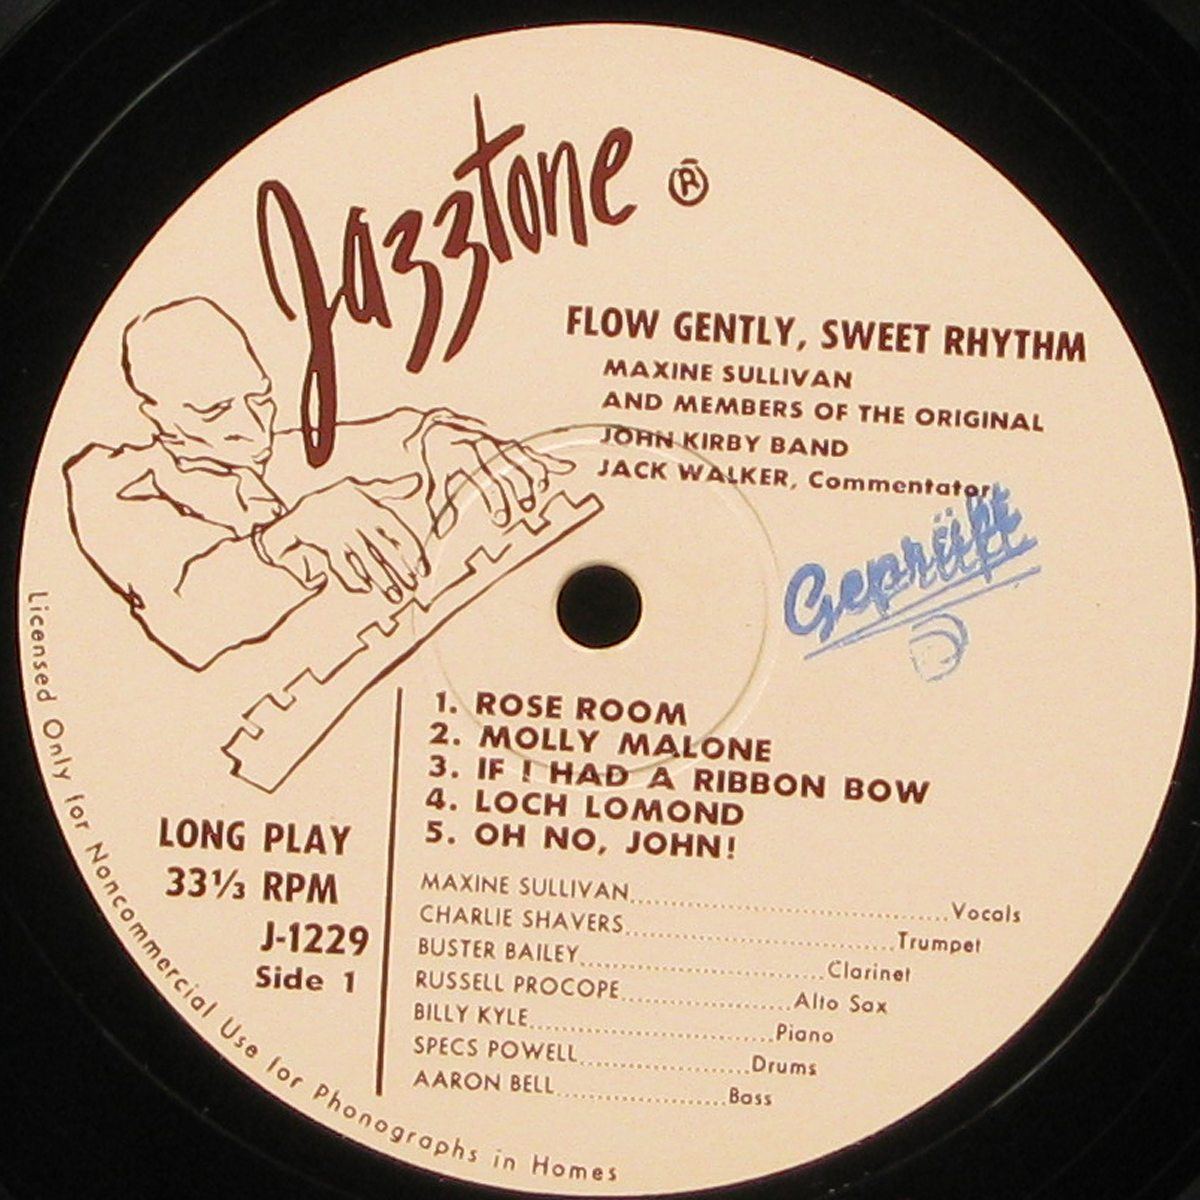 Jazztone ®
FLOW GENTLY, SWEET RHYTHM
MAXINE SULLIVAN
AND MEMBERS OF THE ORIGINAL
JOHN KIRBY BAND
JACK WALKER, Commentator
Geprüft
1. ROSE ROOM
2. MOLLY MALONE
3. IF I HAD A RIBBON BOW
4. LOCH LOMOND
5. OH NO, JOHN!
LONG PLAY
33⅓ RPM
J-1229
Side 1
MAXINE SULLIVAN..............................Vocals
CHARLIE SHAVERS..........................Trumpet
BUSTER BAILEY........................Clarinet
RUSSELL PROCOPE.................Alto Sax
BILLY KYLE........................Piano
SPECS POWELL.................Drums
AARON BELL.................Bass
Licensed Only for Noncommercial Use for Phonographs in Homes